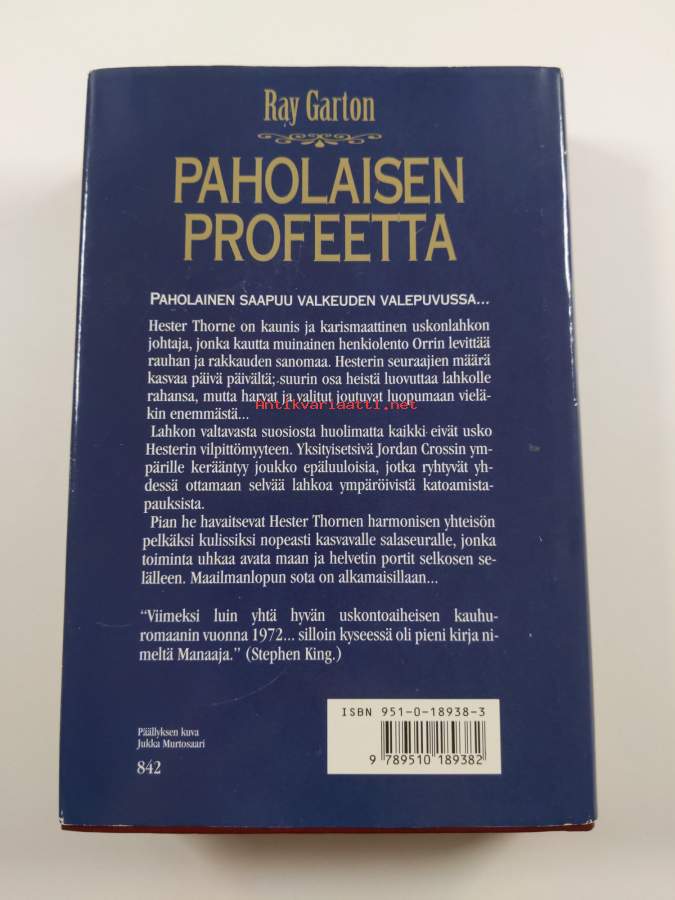 Ray Garton
PAHOLAISEN
PROFEETTA
PAHOLAINEN SAAPUU VALKEUDEN VALEPUVUSSA...
Hester Thorne on kaunis ja karismaattinen uskonlahkon
johtaja, jonka kautta muinainen henkiolento Orrin levittää
rauhan ja rakkauden sanomaa. Hesterin seuraajien määrä
kasvaa päivä päivältä; suurin osa heistä luovuttaa lahkolle
rahansa, mutta harvat ja valitut joutuvat luopumaan vielä-
kin enemmästä...
Antikvariaatti.net
Lahkon valtavasta suosiosta huolimatta kaikki eivät usko
Hesterin vilpittömyyteen. Yksityisetsivä Jordan Crossin ym-
pärille kerääntyy joukko epäluuloisia, jotka ryhtyvät yh-
dessä ottamaan selvää lahkoa ympäröivistä katoamista-
pauksista.
Pian he havaitsevat Hester Thornen harmonisen yhteisön
pelkäksi kulissiksi nopeasti kasvavalle salaseuralle, jonka
toiminta uhkaa avata maan ja helvetin portit selkosen se-
lälleen. Maailmanlopun sota on alkamaisillaan...
"Viimeksi luin yhtä hyvän uskontoaiheisen kauhu-
romaanin vuonna 1972... silloin kyseessä oli pieni kirja ni-
meltä Manaaja." (Stephen King.)
Päällyksen kuva
Jukka Murtosaari
842
ISBN 951-0-18938-3
9 789510 189382